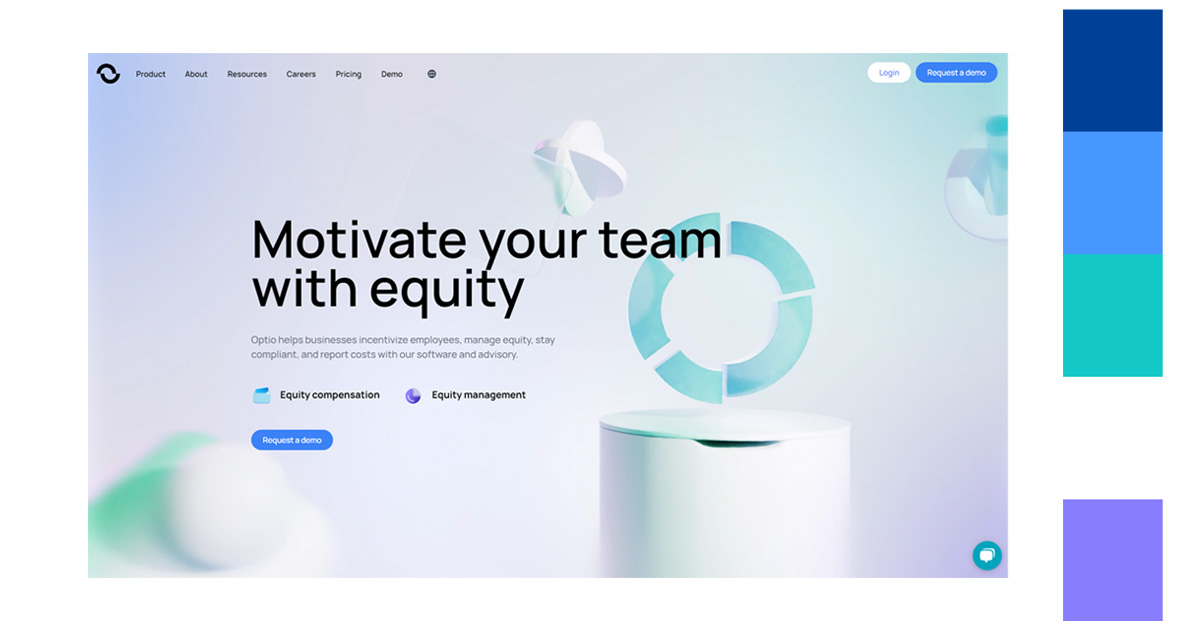 Product About Resources Careers Pricing Demo
Login Request a demo
Motivate your team
with equity
Optio helps businesses incentivize employees, manage equity, stay
compliant, and report costs with our software and advisory.
Equity compensation Equity management
Request a demo